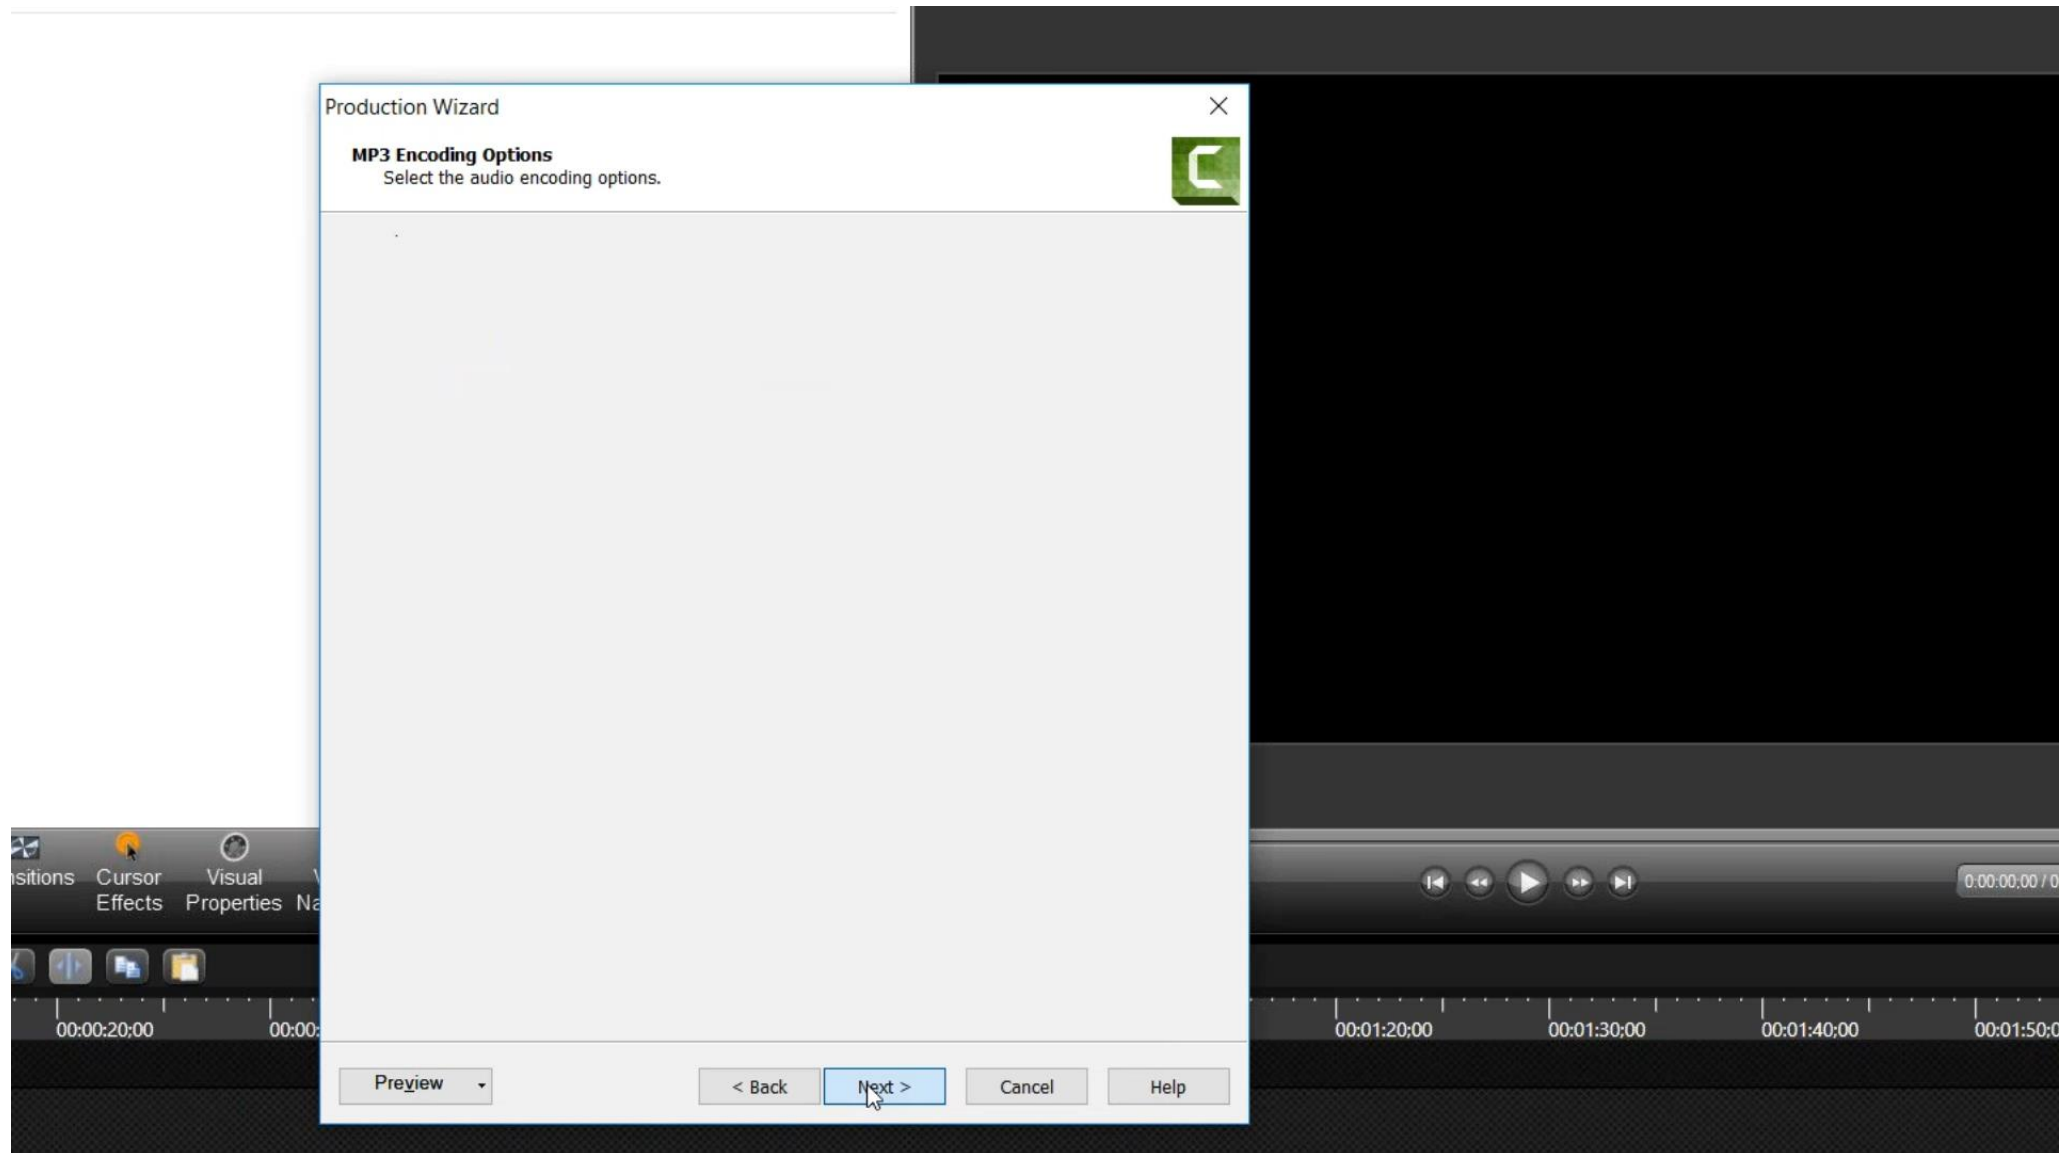 Production Wizard
MP3 Encoding Options
Select the audio encoding options.
Cursor
Effects
Visual
Properties
0:00:00;00 / 0
00:00:20;00
00:00:
00:01:20;00
00:01:30;00
00:01:40;00
00:01:50;0
Preview
< Back
Next >
Cancel
Help